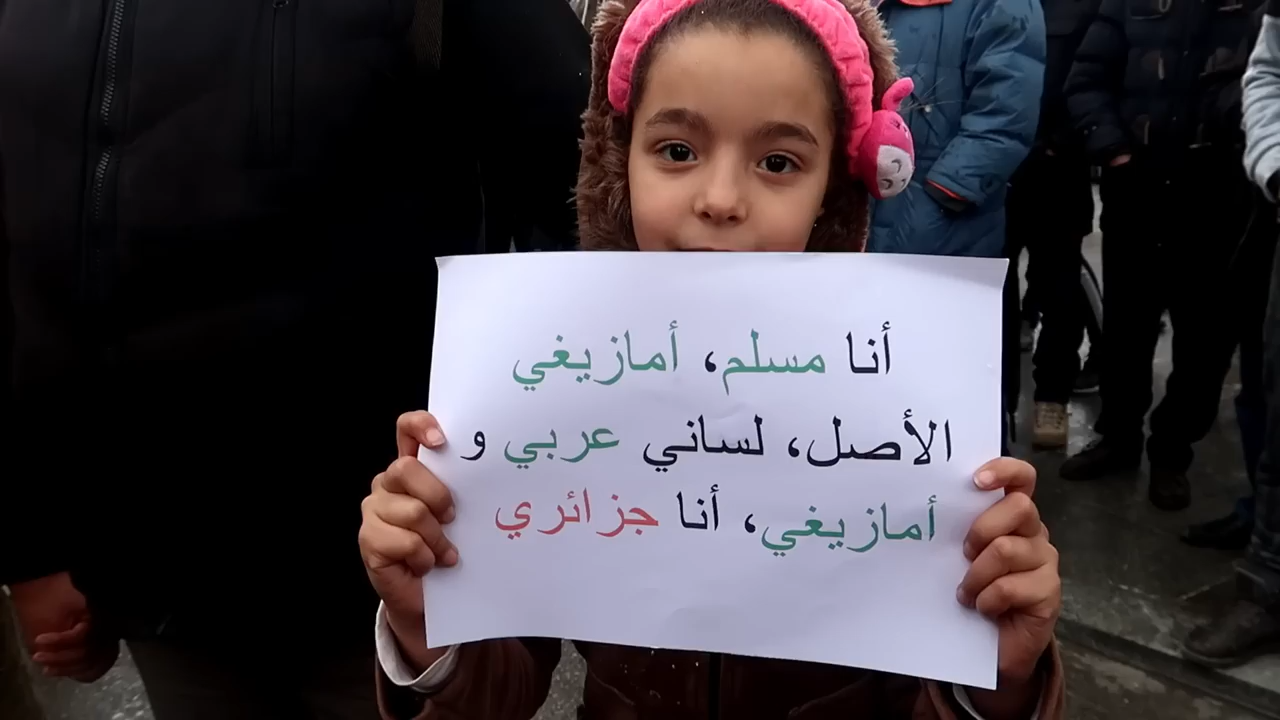 أنا مسلم، أمازيغي
الأصل، لساني عربي و
أمازيغي، أنا جزائري